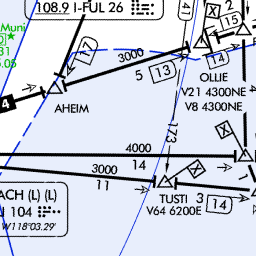 108.9 I-FUL 26
41
2
15
Muni
31
5.05
17
3000
5
13
14
OLLIE
V21 4300NE
V8 4300NE
4
AHEIM
173
4000
14
3000
11
ACH (L) (L)
104
W118°03.29'
TUSTI
3
14
V64 6200E
1